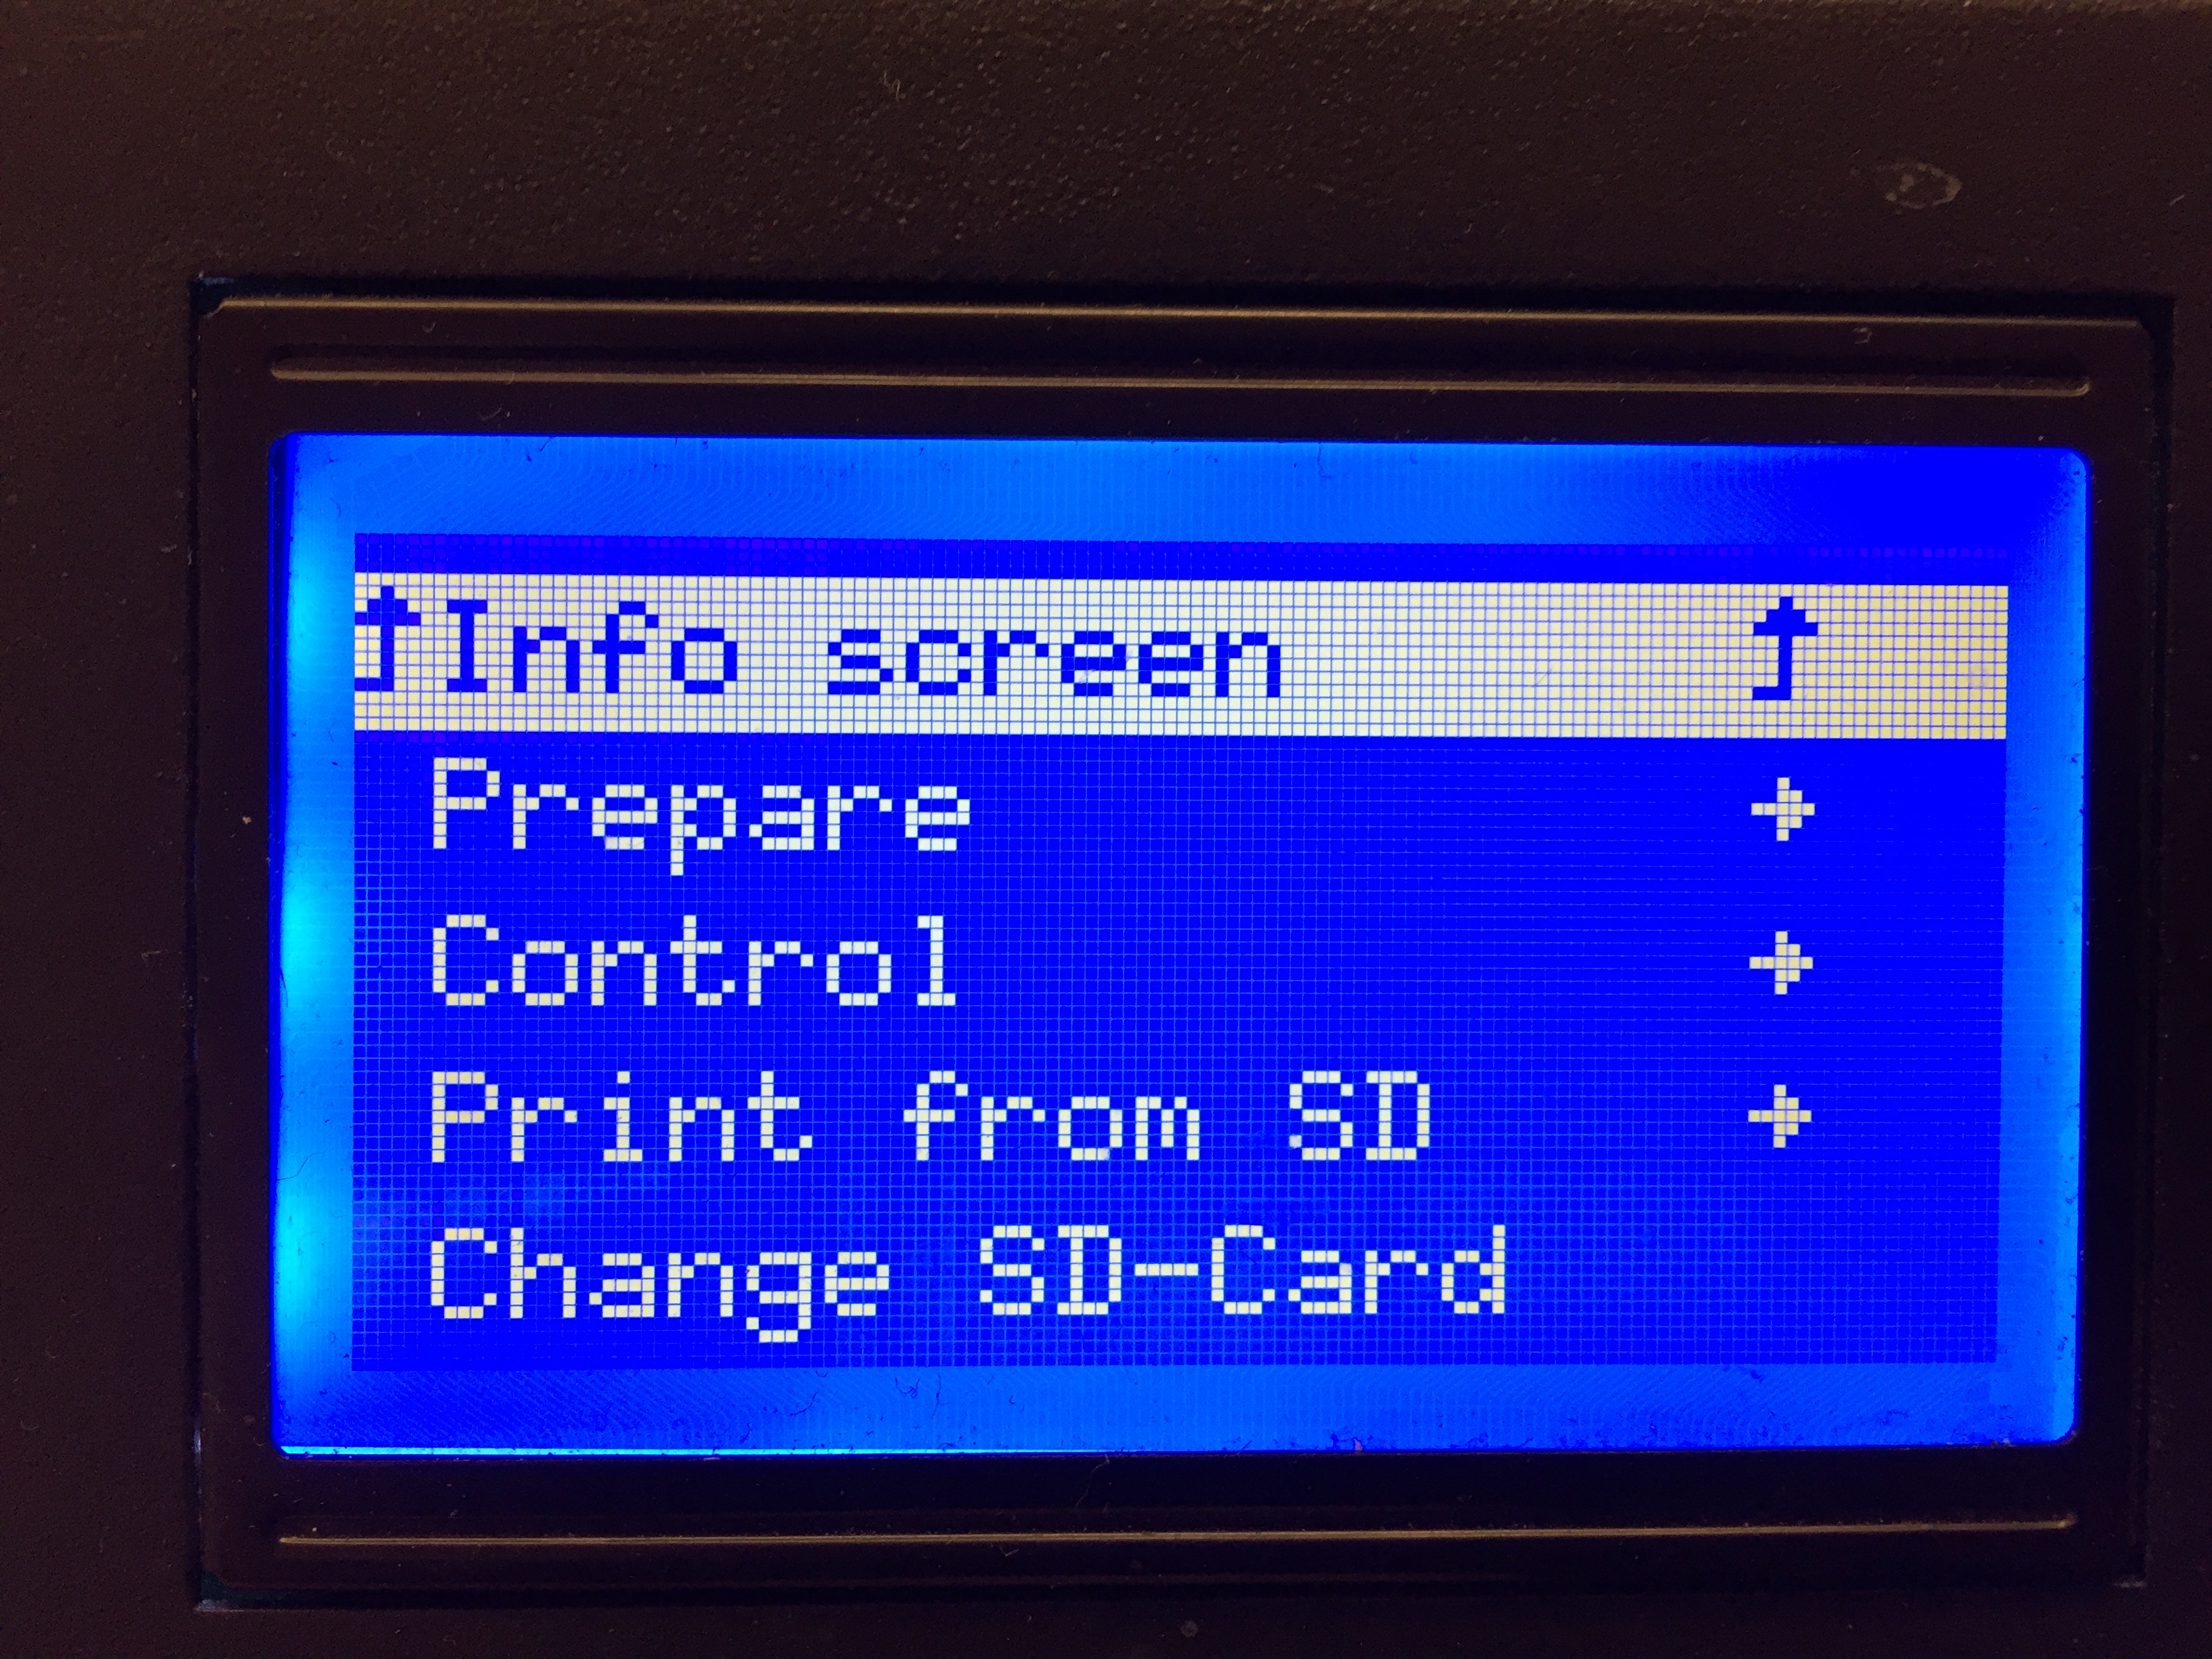 ↑Info screen ↑
Prepare →
Control →
Print from SD →
Change SD-Card